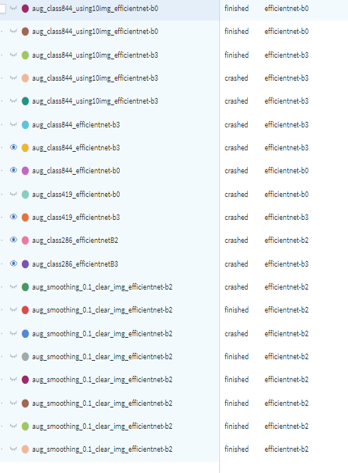 aug_class844_using10img_efficientnet-b0 finished efficientnet-b0
aug_class844_using10img_efficientnet-b0 finished efficientnet-b0
aug_class844_using10img_efficientnet-b3 finished efficientnet-b3
aug_class844_using10img_efficientnet-b3 crashed efficientnet-b3
aug_class844_using10img_efficientnet-b3 crashed efficientnet-b3
aug_class844_efficientnet-b3 crashed efficientnet-b3
aug_class844_efficientnet-b3 crashed efficientnet-b3
aug_class844_efficientnet-b0 crashed efficientnet-b0
aug_class419_efficientnet-b0 crashed efficientnet-b0
aug_class419_efficientnet-b3 crashed efficientnet-b3
aug_class286_efficientnetB2 crashed efficientnet-b2
aug_class286_efficientnetB3 crashed efficientnet-b3
aug_smoothing_0.1_clear_img_efficientnet-b2 crashed efficientnet-b2
aug_smoothing_0.1_clear_img_efficientnet-b2 finished efficientnet-b2
aug_smoothing_0.1_clear_img_efficientnet-b2 crashed efficientnet-b2
aug_smoothing_0.1_clear_img_efficientnet-b2 finished efficientnet-b2
aug_smoothing_0.1_clear_img_efficientnet-b2 finished efficientnet-b2
aug_smoothing_0.1_clear_img_efficientnet-b2 finished efficientnet-b2
aug_smoothing_0.1_clear_img_efficientnet-b2 finished efficientnet-b2
aug_smoothing_0.1_clear_img_efficientnet-b2 finished efficientnet-b2